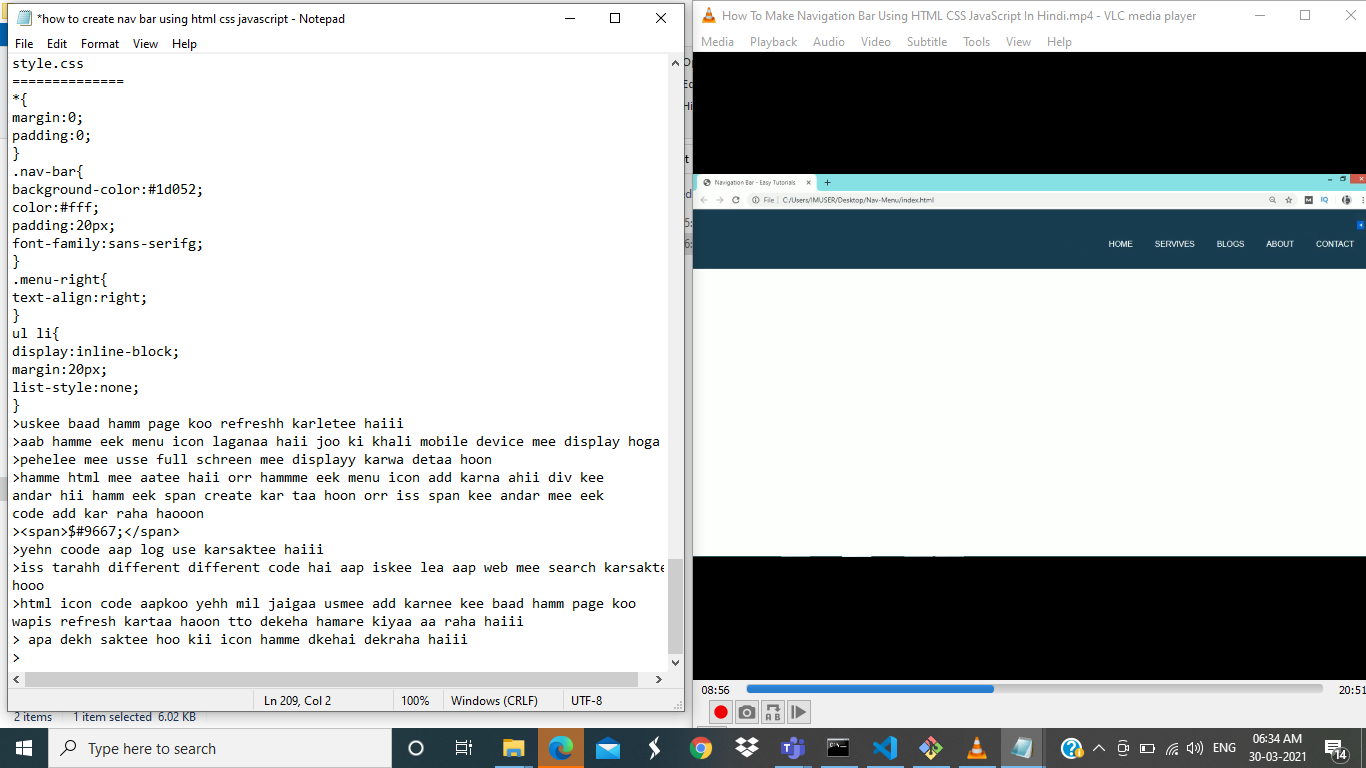 *how to create nav bar using html css javascript - Notepad
File Edit Format View Help
style.css
==============
*{
margin:0;
padding:0;
}
.nav-bar{
background-color:#1d052;
color:#fff;
padding:20px;
font-family:sans-serifg;
}
.menu-right{
text-align:right;
}
ul li{
display:inline-block;
margin:20px;
list-style:none;
}
>uskee baad hamm page koo refreshh karletee haiii
>aab hamme eek menu icon laganaa haii joo ki khali mobile device mee display hoga
>pehelee mee usse full schreen mee displayy karwa detaa hoon
>hamme html mee aatee haii orr hammme eek menu icon add karna ahii div kee
andar hii hamm eek span create kar taa hoon orr iss span kee andar mee eek
code add kar raha haooon
><span>$#9667;</span>
>yehn coode aap log use karsaktee haiii
>iss tarahh different different code hai aap iskee lea aap web mee search karsakte
hooo
>html icon code aapkoo yehh mil jaigaa usmee add karnee kee baad hamm page koo
wapis refresh kartaa haoon tto dekeha hamare kiyaa aa raha haiii
> apa dekh saktee hoo kii icon hamme dkehai dekraha haiii
>
Ln 209, Col 2 100% Windows (CRLF) UTF-8
2 items 1 item selected 6.02 KB
How To Make Navigation Bar Using HTML CSS JavaScript In Hindi.mp4 - VLC media player
Media Playback Audio Video Subtitle Tools View Help
Navigation Bar - Easy Tutorials
File C:/Users/IMUSER/Desktop/Nav-Menu/index.html
HOME SERVIVES BLOGS ABOUT CONTACT
08:56 20:51
Type here to search
ENG
06:34 AM
30-03-2021
14